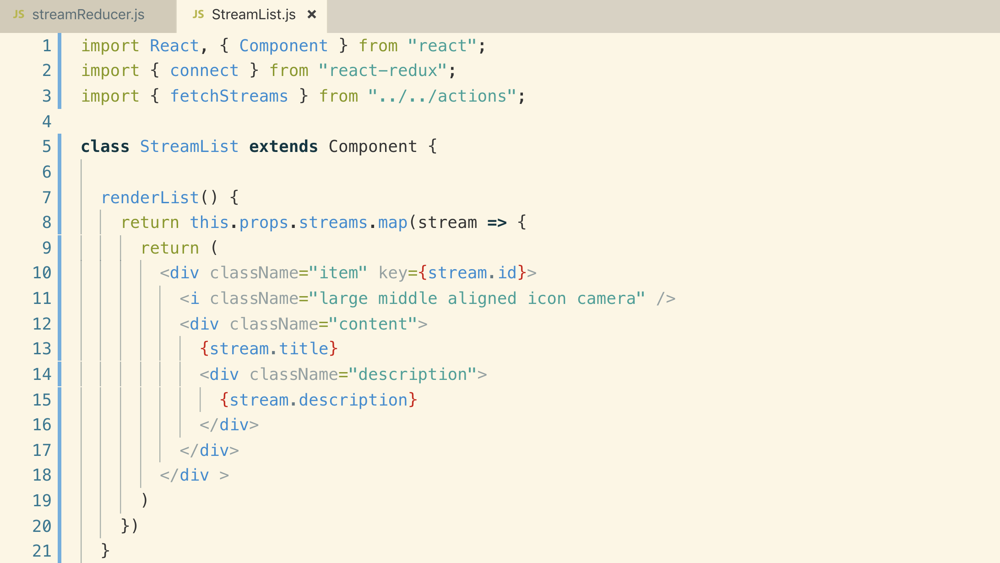 JS streamReducer.js JS StreamList.js ×
1 import React, { Component } from "react";
2 import { connect } from "react-redux";
3 import { fetchStreams } from "../../actions";
4
5 class StreamList extends Component {
6
7   renderList() {
8     return this.props.streams.map(stream => {
9       return (
10         <div className="item" key={stream.id}>
11           <i className="large middle aligned icon camera" />
12           <div className="content">
13             {stream.title}
14             <div className="description">
15               {stream.description}
16             </div>
17           </div>
18         </div >
19       )
20     })
21   }